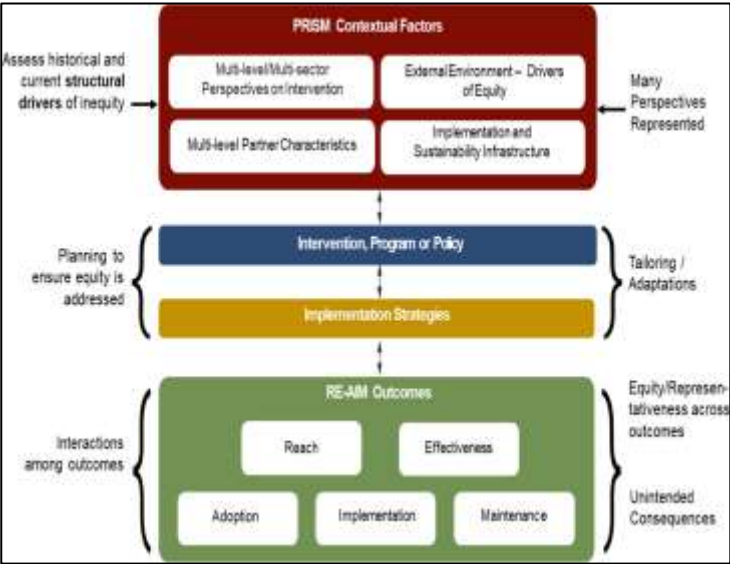 PRISM Contextual Factors
Assess historical and
current structural
drivers of inequity
Multi-level/Multi-sector
Perspectives on Intervention
External Environment – Drivers
of Equity
Multi-level Partner Characteristics
Implementation and
Sustainability Infrastructure
Many
Perspectives
Represented
Planning to
ensure equity is
addressed
Intervention, Program or Policy
Implementation Strategies
Tailoring /
Adaptations
RE-AIM Outcomes
Interactions
among outcomes
Reach
Effectiveness
Adoption
Implementation
Maintenance
Equity/Represen-
tativeness across
outcomes
Unintended
Consequences